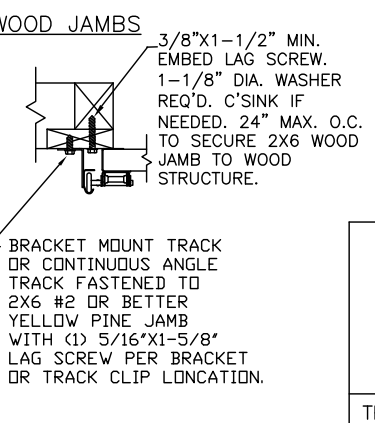 WOOD JAMBS
3/8"X1-1/2" MIN.
EMBED LAG SCREW.
1-1/8" DIA. WASHER
REQ'D. C'SINK IF
NEEDED. 24" MAX. O.C.
TO SECURE 2X6 WOOD
JAMB TO WOOD
STRUCTURE.
BRACKET MOUNT TRACK
OR CONTINUOUS ANGLE
TRACK FASTENED TO
2X6 #2 OR BETTER
YELLOW PINE JAMB
WITH (1) 5/16"X1-5/8"
LAG SCREW PER BRACKET
OR TRACK CLIP LONCATION.